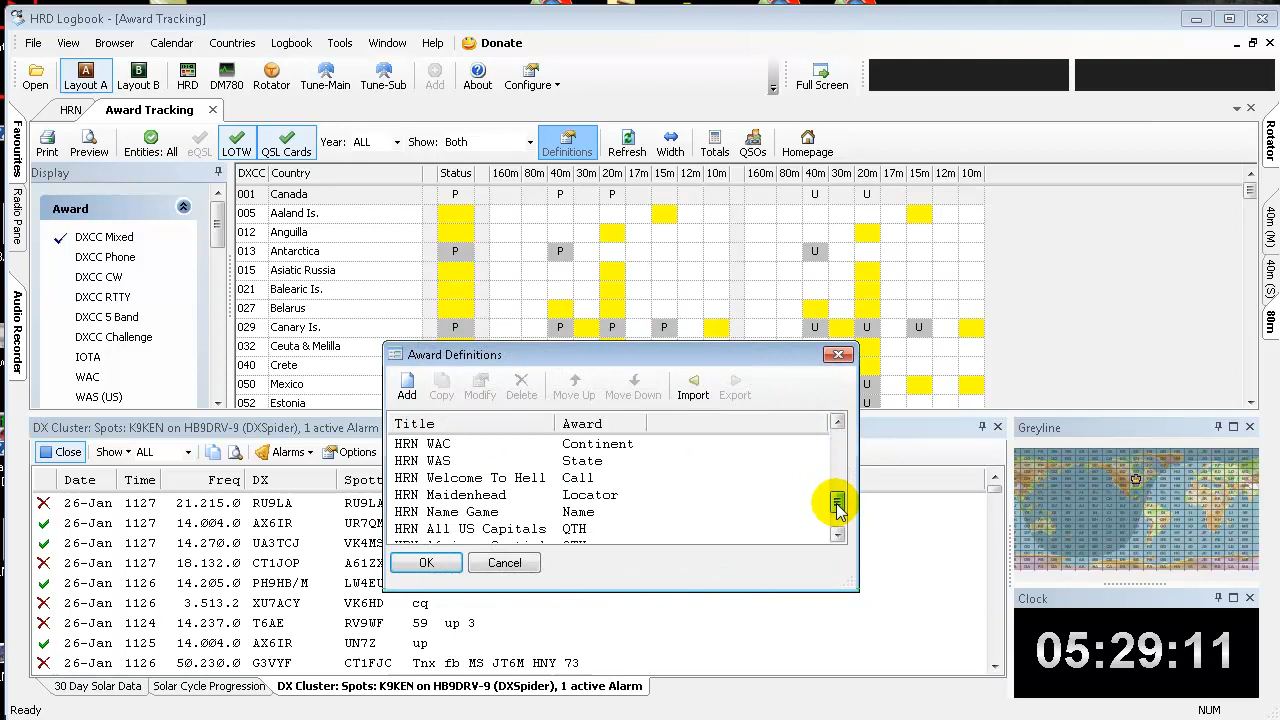 HRD Logbook - [Award Tracking]
File View Browser Calendar Countries Logbook Tools Window Help Donate
Open Layout A Layout B HRD DM780 Rotator Tune-Main Tune-Sub Add About Configure Full Screen
HRN Award Tracking
Print Preview Entities: All eQSL LOTW QSL Cards Year: ALL Show: Both Definitions Refresh Width Totals QSOs Homepage
Favourites
Audio Recorder
Rotator
40m (M)
40m (S)
80m
Display
Award
DXCC Mixed
DXCC Phone
DXCC CW
DXCC RTTY
DXCC 5 Band
DXCC Challenge
IOTA
WAC
WAS (US)
DXCC Country Status 160m 80m 40m 30m 20m 17m 15m 12m 10m 160m 80m 40m 30m 20m 17m 15m 12m 10m
001 Canada P P P U U
005 Aaland Is.
012 Anguilla
013 Antarctica P P U
015 Asiatic Russia
021 Balearic Is.
027 Belarus
029 Canary Is. P P P P U U U
032 Ceuta & Melilla
040 Crete
050 Mexico U
052 Estonia U
Award Definitions
Add Copy Modify Delete Move Up Move Down Import Export
Title Award
HRN WAC Continent
HRN WAS State
HRN Wales Call
HRN Maidenhead Locator
HRN Name Game Name
HRN All US Capitals QTH
OK
DX Cluster: Spots: K9KEN on HB9DRV-9 (DXSpider), 1 active Alarm
Close Show ALL Alarms Options
Date Time Freq DX
26-Jan 1127 21.215.0 RU9LA
26-Jan 1127 14.004.0 AX6IR UN7QN
26-Jan 1127 14.270.0 UA3TCJ
26-Jan 1127 14.155.0 CT1JOP
26-Jan 1126 14.205.0 PH9HB/M
26-Jan 1126 3.513.2 XU7ACY VK6HD cq
26-Jan 1124 14.237.0 T6AE RV9WF 59 up 3
26-Jan 1125 14.004.0 AX6IR UN7Z up
26-Jan 1126 50.230.0 G3VYF CT1FJC Tnx fb MS JT6M HNY 73
30 Day Solar Data Solar Cycle Progression DX Cluster: Spots: K9KEN on HB9DRV-9 (DXSpider), 1 active Alarm
Greyline
Clock
05:29:11
Ready NUM